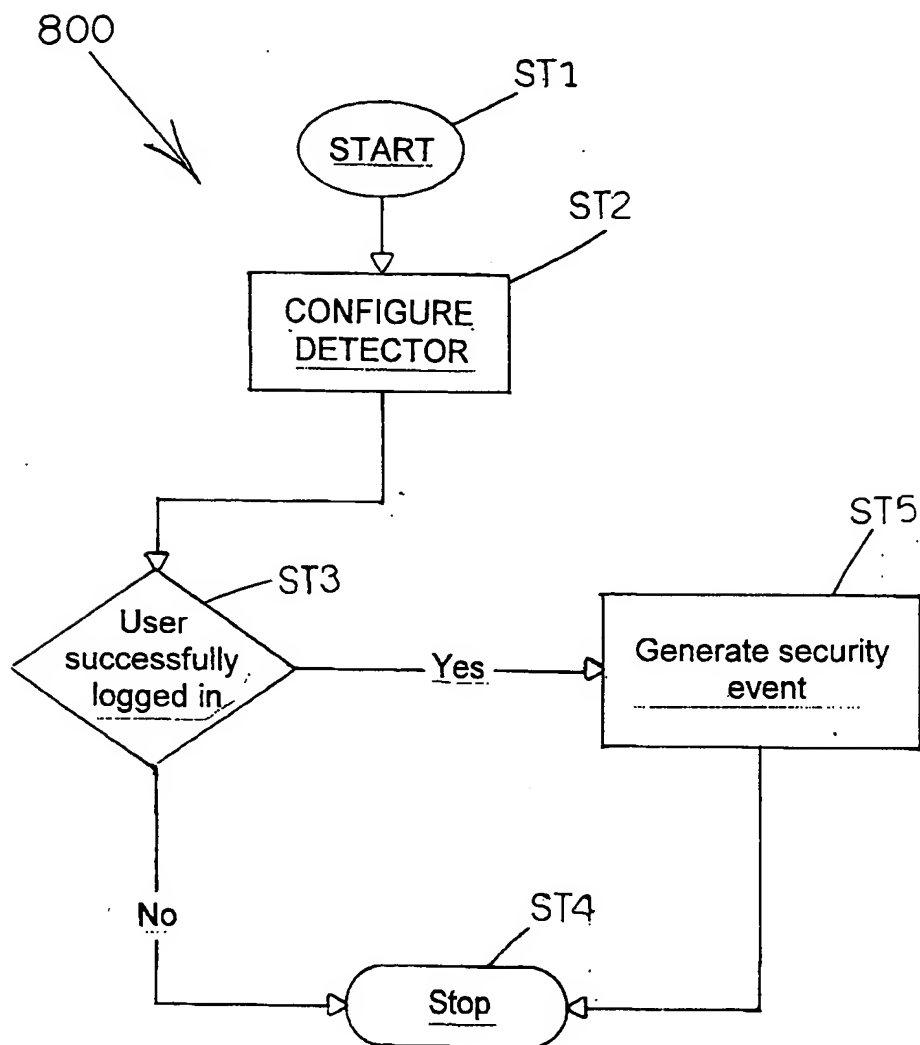 800
ST1
START
ST2
CONFIGURE
DETECTOR
ST3
ST5
User
successfully
logged in
Yes
Generate security
event
No
ST4
Stop